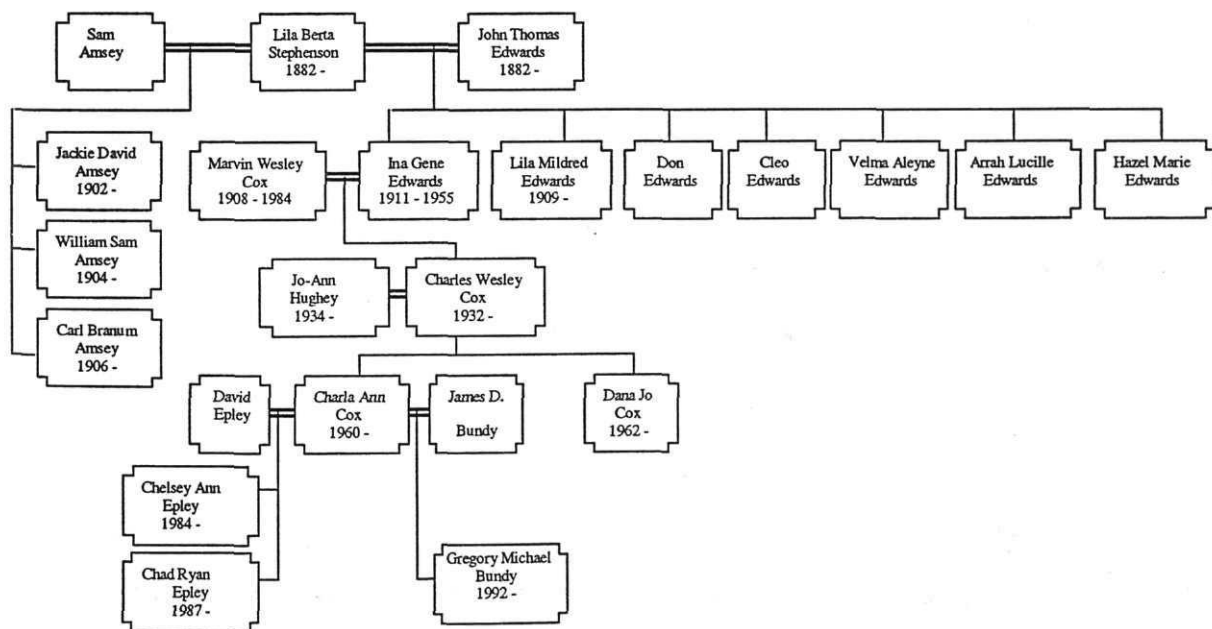 Sam
Amsey
Lila Berta
Stephenson
1882 -
John Thomas
Edwards
1882 -
Jackie David
Amsey
1902 -
William Sam
Amsey
1904 -
Carl Branum
Amsey
1906 -
Marvin Wesley
Cox
1908 - 1984
Ina Gene
Edwards
1911 - 1955
Lila Mildred
Edwards
1909 -
Don
Edwards
Cleo
Edwards
Velma Aleyne
Edwards
Arrah Lucille
Edwards
Hazel Marie
Edwards
Jo-Ann
Hughey
1934 -
Charles Wesley
Cox
1932 -
David
Epley
Charla Ann
Cox
1960 -
James D.
Bundy
Dana Jo
Cox
1962 -
Chelsey Ann
Epley
1984 -
Chad Ryan
Epley
1987 -
Gregory Michael
Bundy
1992 -